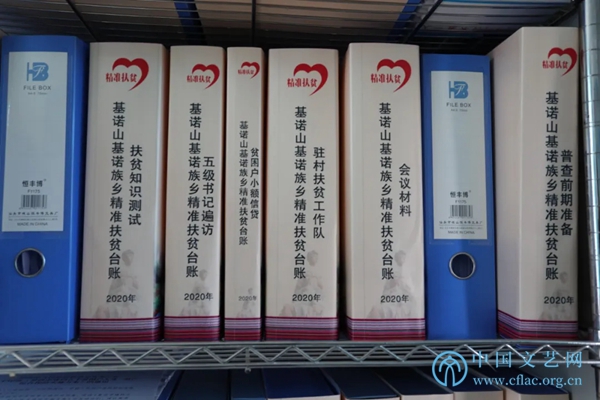 FILE BOX
恒丰博
精准扶贫
基诺山基诺族乡精准扶贫台账
扶贫知识测试
2020年
精准扶贫
基诺山基诺族乡精准扶贫台账
五级书记遍访
2020年
精准扶贫
基诺山基诺族乡精准扶贫台账
贫困户小额信贷
2020年
精准扶贫
基诺山基诺族乡精准扶贫台账
驻村扶贫工作队
2020年
精准扶贫
基诺山基诺族乡精准扶贫台账
会议材料
2020年
FILE BOX
恒丰博
精准扶贫
基诺山基诺族乡精准扶贫台账
普查前期准备
2020年
中国文艺网
www.cflac.org.cn